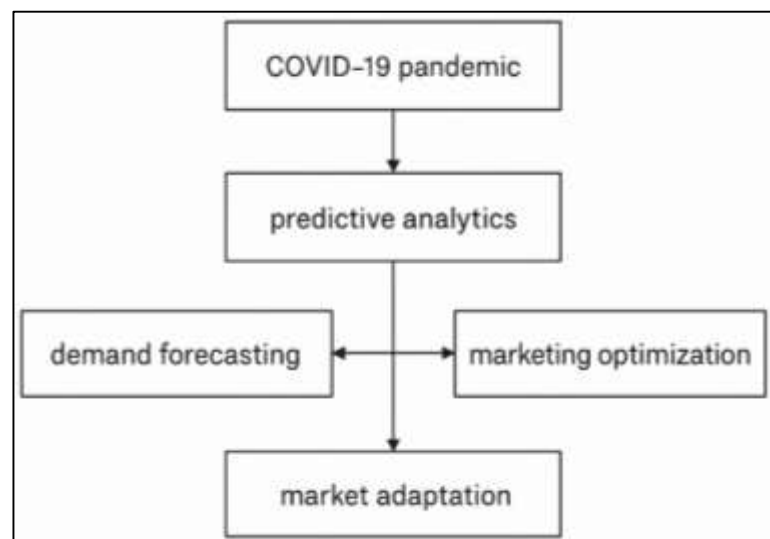 COVID-19 pandemic
predictive analytics
demand forecasting
marketing optimization
market adaptation